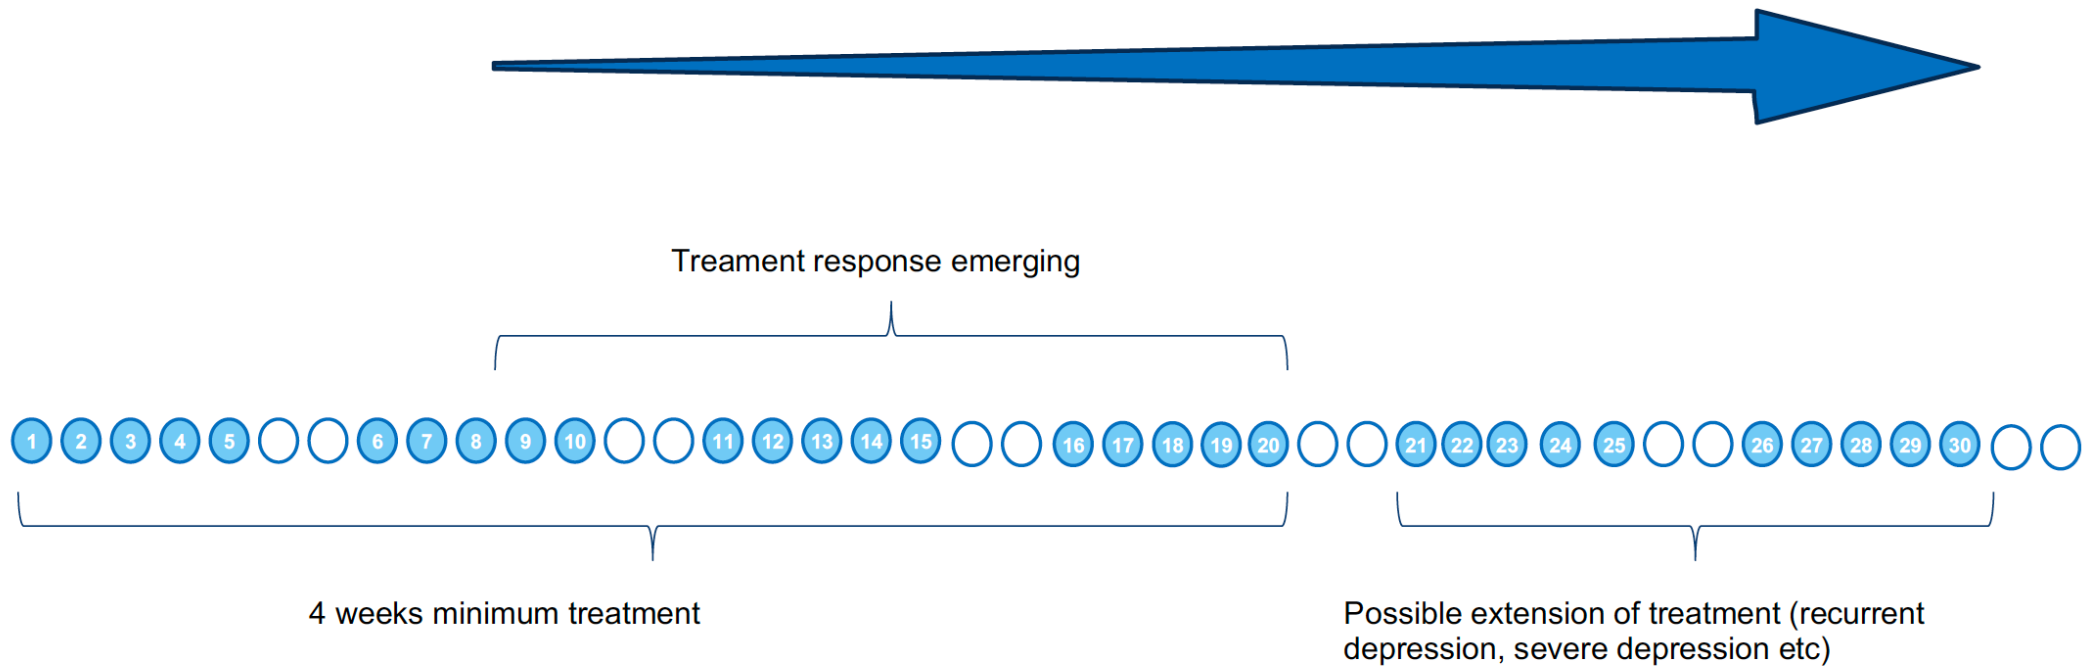 Treament response emerging
1 2 3 4 5 6 7 8 9 10 11 12 13 14 15 16 17 18 19 20 21 22 23 24 25 26 27 28 29 30
4 weeks minimum treatment
Possible extension of treatment (recurrent
depression, severe depression etc)